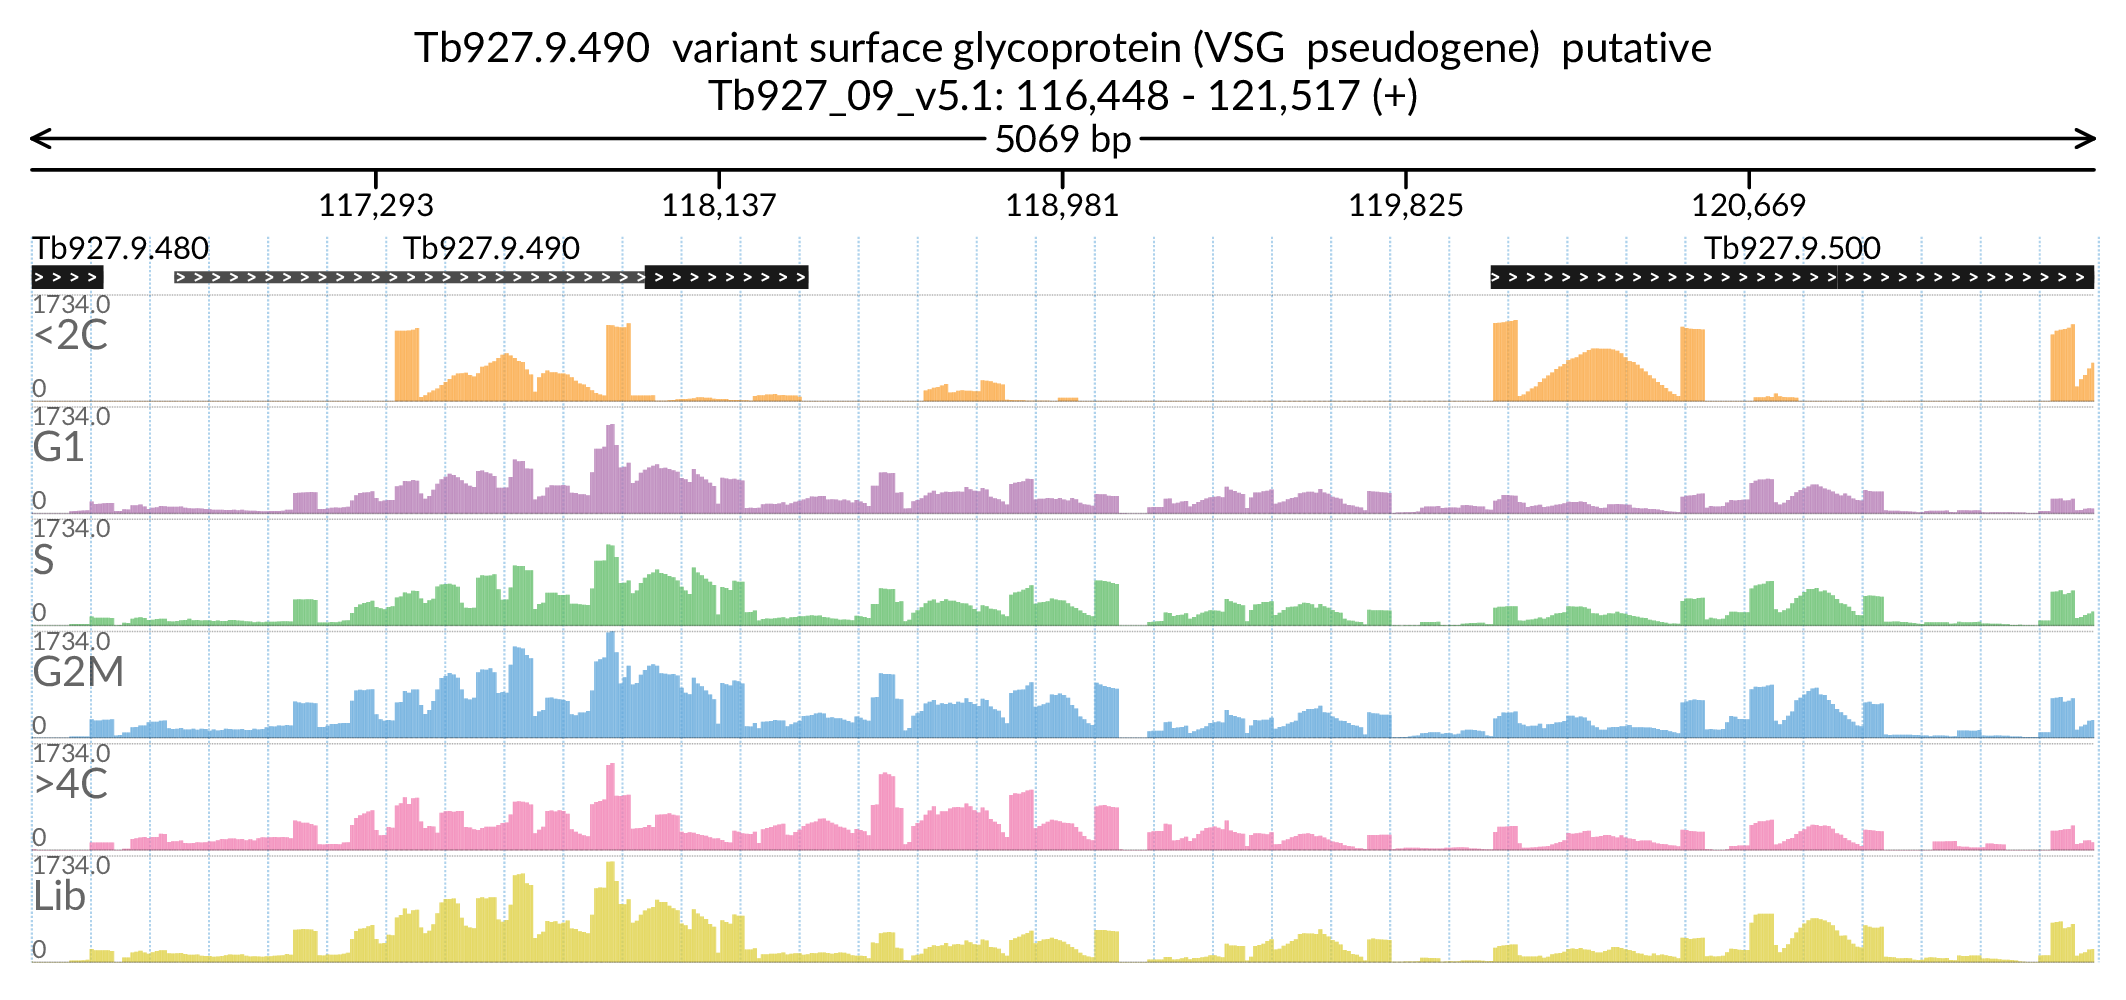 Tb927.9.490 variant surface glycoprotein (VSG pseudogene) putative
Tb927_09_v5.1: 116,448 - 121,517 (+)
5069 bp
117,293 118,137 118,981 119,825 120,669
Tb927.9.480 Tb927.9.490 Tb927.9.500
1734.0
<2C
0
1734.0
G1
0
1734.0
S
0
1734.0
G2M
0
1734.0
>4C
0
1734.0
Lib
0